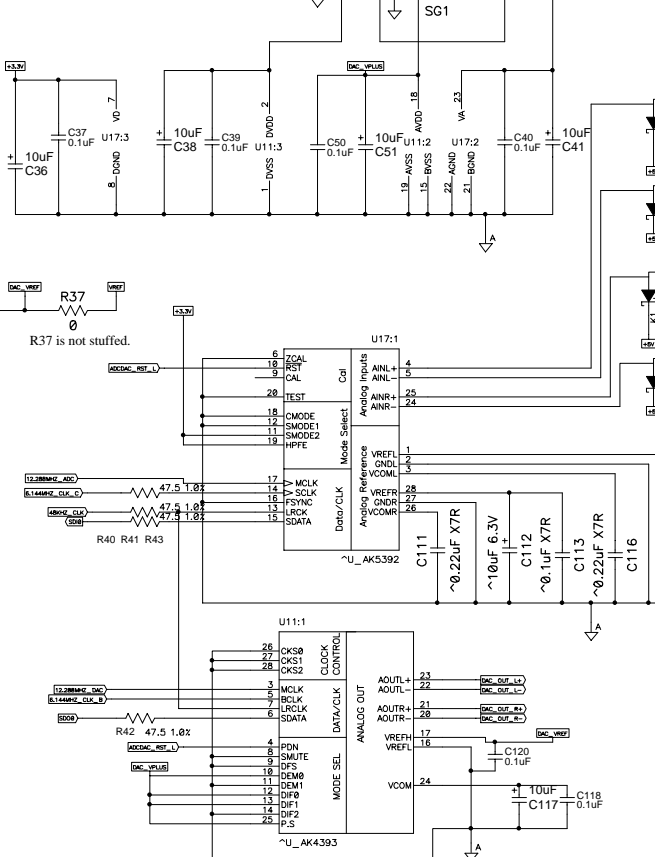 SG1
+3.3V
DAC_VPLUS
7
VD
2
DVDD
18
AVDD
23
VA
C37
0.1uF
U17:3
10uF
C38
C39
0.1uF
U11:3
C50
0.1uF
10uF
C51
U11:2
U17:2
C40
0.1uF
10uF
C41
10uF
C36
8
DGND
1
DVSS
19
AVSS
15
BVSS
22
AGND
21
BGND
A
DAC_VREF
R37
VREF
0
R37 is not stuffed.
+3.3V
U17:1
6 ZCAL
ADCDAC_RST_L
10 RST
9 CAL
20 TEST
18 CMODE
12 SMODE1
11 SMODE2
19 HPFE
Cal
Mode Select
Data/CLK
Analog Inputs
Analog Reference
AINL+ 4
AINL- 5
AINR+ 25
AINR- 24
VREFL 1
GNDL 2
VCOML 3
VREFR 28
GNDR 27
VCOMR 26
12.288MHZ_ADC
17 MCLK
6.144MHZ_CLK_C
47.5 1.0%
14 SCLK
16 FSYNC
48KHZ_CLK
47.5 1.0%
13 LRCK
SDI0
47.5 1.0%
15 SDATA
R40 R41 R43
^U_AK5392
C111
^0.22uF X7R
^10uF 6.3V
C112
^0.1uF X7R
C113
^0.22uF X7R
C116
A
U11:1
26 CKS0
27 CKS1
28 CKS2
CLOCK
CONTROL
12.288MHZ_DAC
3 MCLK
6.144MHZ_CLK_B
5 BCLK
7 LRCLK
SDO0
6 SDATA
R42 47.5 1.0%
DATA/CLK
ANALOG OUT
ADCDAC_RST_L
4 PDN
8 SMUTE
9 DFS
DAC_VPLUS
10 DEM0
11 DEM1
12 DIF0
13 DIF1
14 DIF2
25 P.S
MODE SEL
AOUTL+ 23 DAC_OUT_L+
AOUTL- 22 DAC_OUT_L-
AOUTR+ 21 DAC_OUT_R+
AOUTR- 20 DAC_OUT_R-
VREFH 17
DAC_VREF
VREFL 16
C120
0.1uF
VCOM 24
10uF
C117
C118
0.1uF
^U_AK4393
A